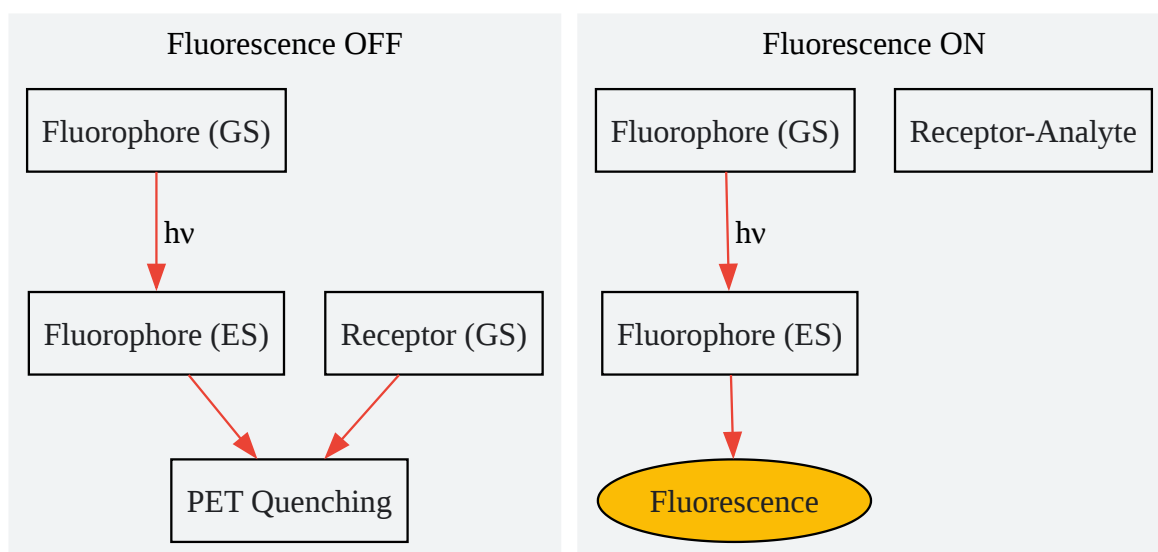 Fluorescence OFF
Fluorophore (GS)
hν
Fluorophore (ES)
Receptor (GS)
PET Quenching
Fluorescence ON
Fluorophore (GS)
Receptor-Analyte
hν
Fluorophore (ES)
Fluorescence